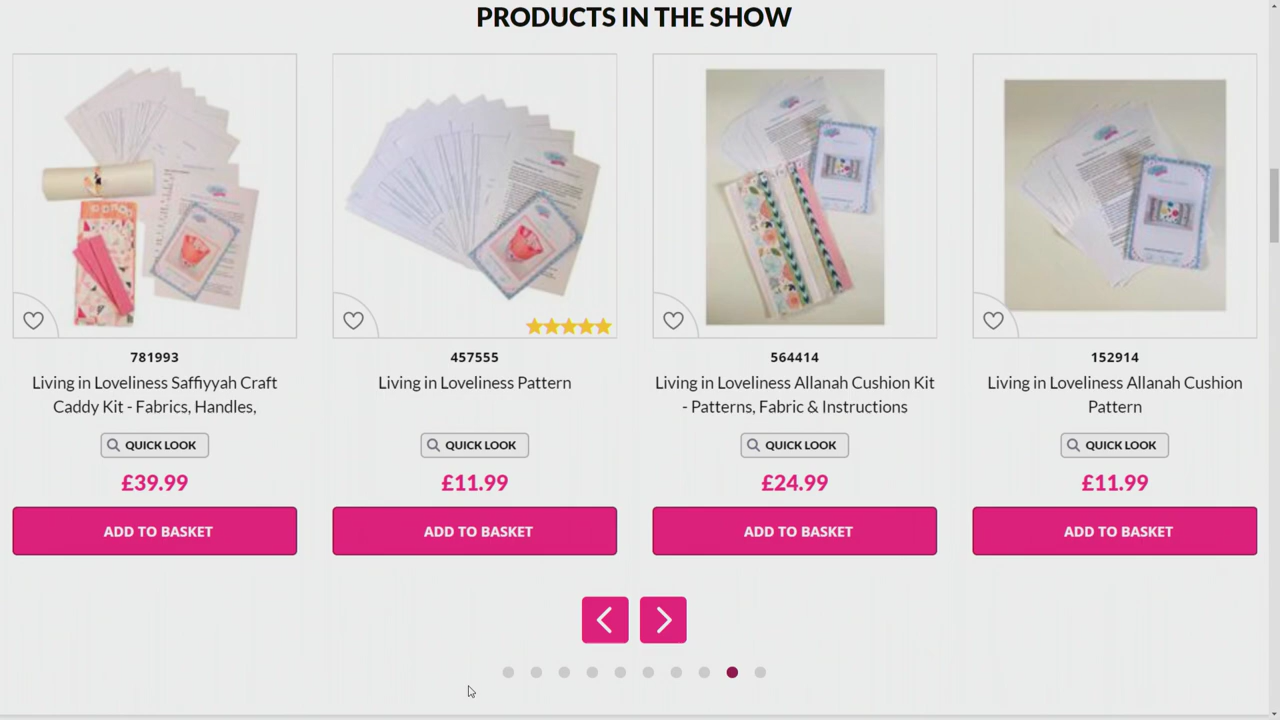 PRODUCTS IN THE SHOW
781993
Living in Loveliness Saffiyyah Craft
Caddy Kit - Fabrics, Handles,
QUICK LOOK
£39.99
ADD TO BASKET
457555
Living in Loveliness Pattern
QUICK LOOK
£11.99
ADD TO BASKET
564414
Living in Loveliness Allanah Cushion Kit
- Patterns, Fabric & Instructions
QUICK LOOK
£24.99
ADD TO BASKET
152914
Living in Loveliness Allanah Cushion
Pattern
QUICK LOOK
£11.99
ADD TO BASKET